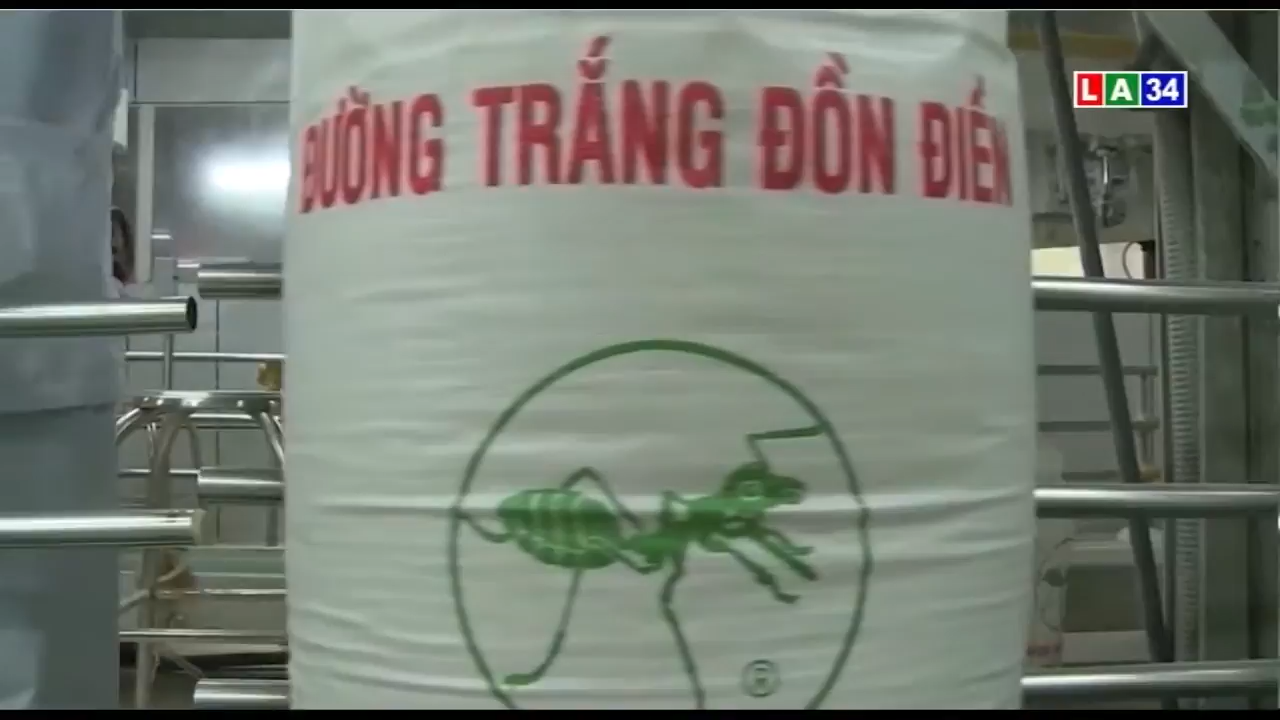 LA34
ĐƯỜNG TRẮNG ĐỒN ĐIỀN
®